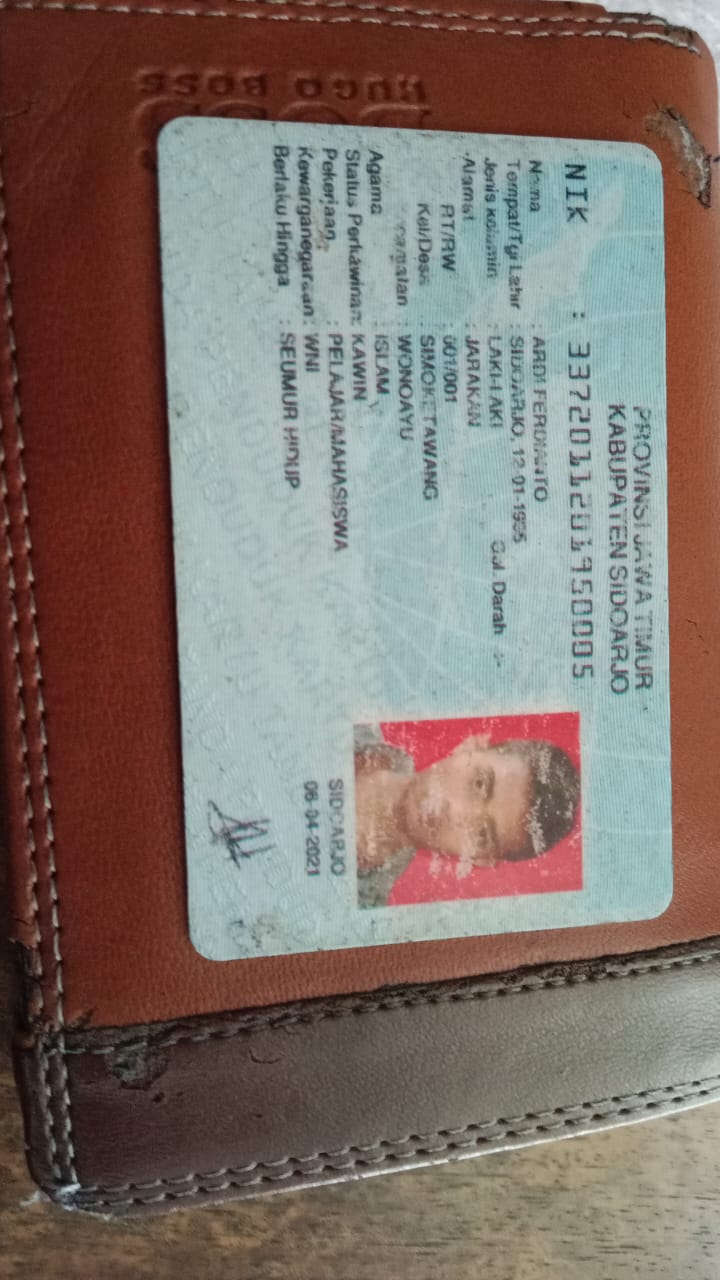 PROVINSI JAWA TIMUR
KABUPATEN SIDOARJO
NIK : 3372011201950005
Nama : ARDI FERDIANTO
Tempat/Tgl Lahir : SIDOARJO, 12-01-1995
Jenis kelamin : LAKI-LAKI Gol. Darah : -
Alamat : JARAKAN
RT/RW : 001/001
Kel/Desa : SIMOKETAWANG
: WONOAYU
Agama : ISLAM
Status Perkawinan: KAWIN
Pekerjaan : PELAJAR/MAHASISWA
Kewarganegaraan: WNI
Berlaku Hingga : SEUMUR HIDUP
SIDOARJO
06-04-2021
BOSS
HUGO BOSS